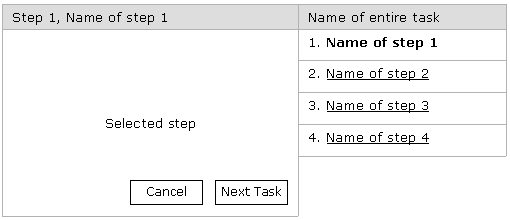 Step 1, Name of step 1
Selected step
Cancel
Next Task
Name of entire task
1. Name of step 1
2. Name of step 2
3. Name of step 3
4. Name of step 4